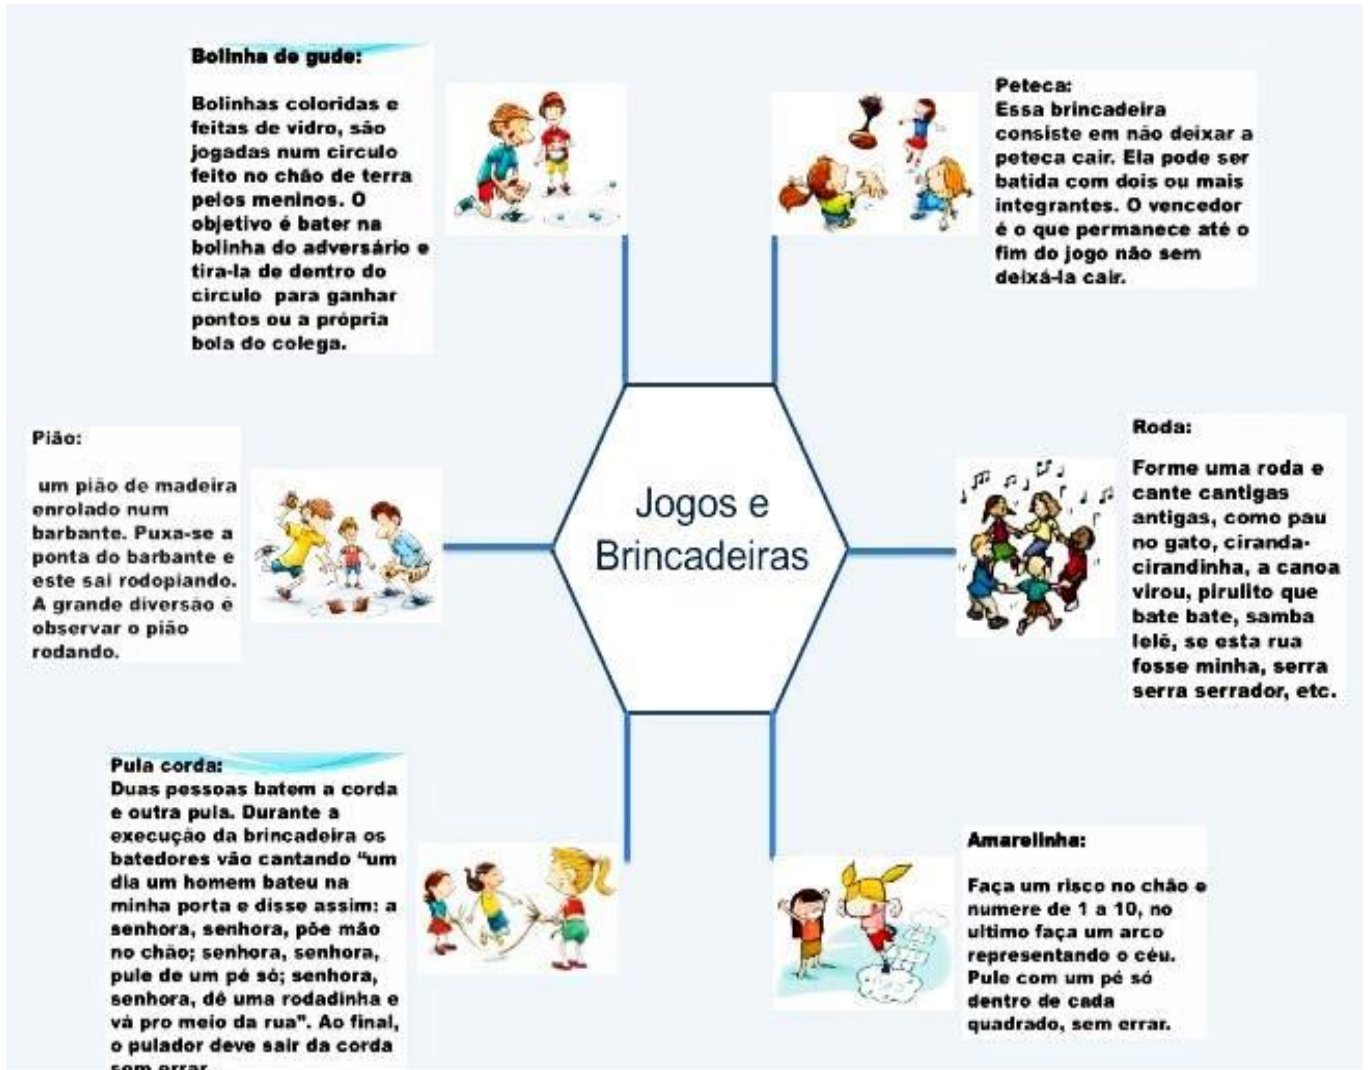 Bolinha de gude:
Bolinhas coloridas e
feitas de vidro, são
jogadas num circulo
feito no chão de terra
pelos meninos. O
objetivo é bater na
bolinha do adversário e
tira-la de dentro do
circulo para ganhar
pontos ou a própria
bola do colega.
Peteca:
Essa brincadeira
consiste em não deixar a
peteca cair. Ela pode ser
batida com dois ou mais
integrantes. O vencedor
é o que permanece até o
fim do jogo não sem
deixá-la cair.
Pião:
um pião de madeira
enrolado num
barbante. Puxa-se a
ponta do barbante e
este sai rodopiando.
A grande diversão é
observar o pião
rodando.
Jogos e
Brincadeiras
Roda:
Forme uma roda e
cante cantigas
antigas, como pau
no gato, ciranda-
cirandinha, a canoa
virou, pirulito que
bate bate, samba
lelê, se esta rua
fosse minha, serra
serra serrador, etc.
Pula corda:
Duas pessoas batem a corda
e outra pula. Durante a
execução da brincadeira os
batedores vão cantando “um
dia um homem bateu na
minha porta e disse assim: a
senhora, senhora, põe mão
no chão; senhora, senhora,
pule de um pé só; senhora,
senhora, dê uma rodadinha e
vá pro meio da rua”. Ao final,
o pulador deve sair da corda
sem errar.
Amarelinha:
Faça um risco no chão e
numere de 1 a 10, no
ultimo faça um arco
representando o céu.
Pule com um pé só
dentro de cada
quadrado, sem errar.